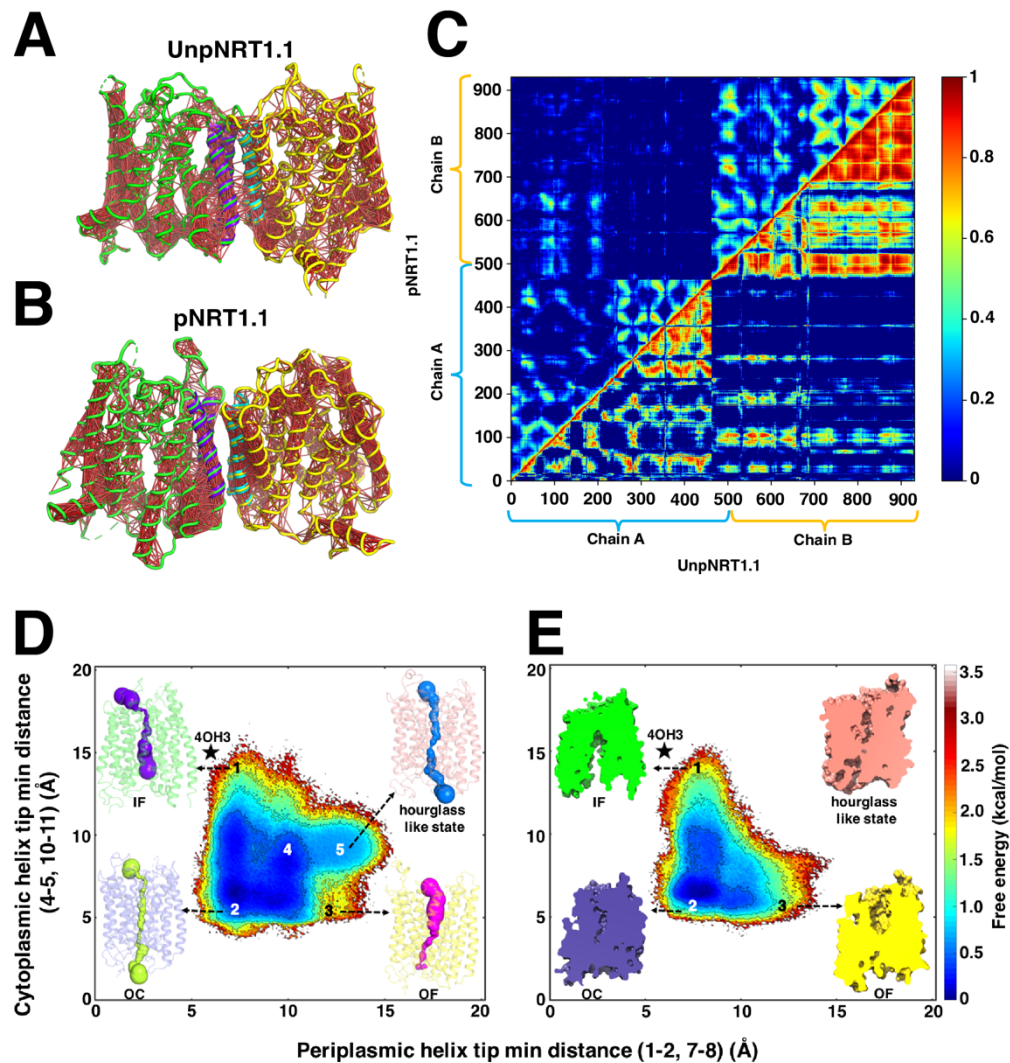 A
UnpNRT1.1
B
pNRT1.1
C
Chain B
Chain A
pNRT1.1
900
800
700
600
500
400
300
200
100
0
0 100 200 300 400 500 600 700 800 900
Chain A
Chain B
UnpNRT1.1
1
0.8
0.6
0.4
0.2
0
D
Cytoplasmic helix tip min distance
(4-5, 10-11) (Å)
20
15
10
5
0
0
5
10
15
20
IF
4OH3
1
hourglass
like state
4
5
2
3
OC
OF
E
20
15
10
5
0
0
5
10
15
20
IF
4OH3
1
hourglass
like state
2
3
OC
OF
3.5
3.0
2.5
2
1.5
1
0.5
0
Free energy (kcal/mol)
Periplasmic helix tip min distance (1-2, 7-8) (Å)